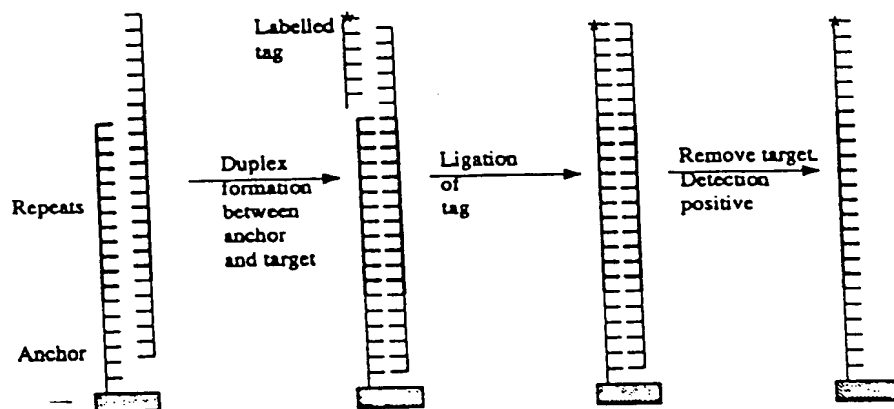 Labelled
tag
Repeats
Anchor
Duplex
formation
between
anchor
and target
Ligation
of
tag
Remove target.
Detection
positive